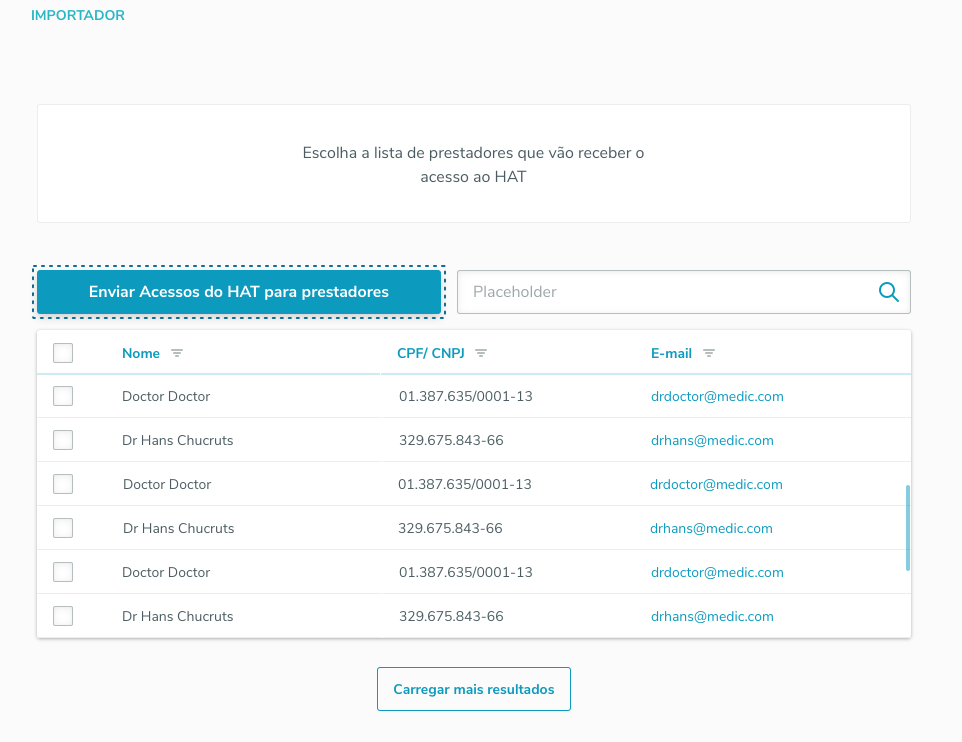 IMPORTADOR
Escolha a lista de prestadores que vão receber o
acesso ao HAT
Enviar Acessos do HAT para prestadores
Placeholder
Nome CPF/ CNPJ E-mail
Doctor Doctor 01.387.635/0001-13 drdoctor@medic.com
Dr Hans Chucruts 329.675.843-66 drhans@medic.com
Doctor Doctor 01.387.635/0001-13 drdoctor@medic.com
Dr Hans Chucruts 329.675.843-66 drhans@medic.com
Doctor Doctor 01.387.635/0001-13 drdoctor@medic.com
Dr Hans Chucruts 329.675.843-66 drhans@medic.com
Carregar mais resultados